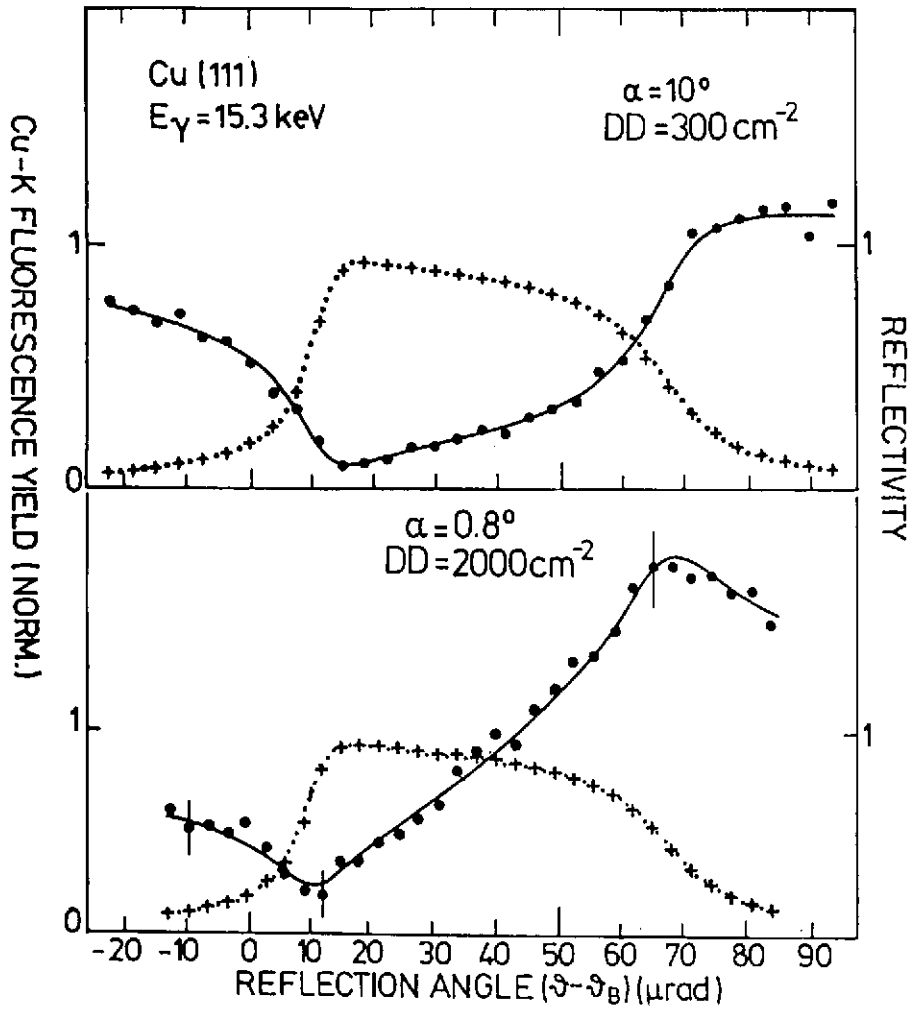 Cu (111)
Eγ = 15.3 keV
α = 10°
DD = 300 cm⁻²
1
0
1
α = 0.8°
DD = 2000 cm⁻²
1
0
1
-20 -10 0 10 20 30 40 50 60 70 80 90
REFLECTION ANGLE (ϑ-ϑB) (μrad)
Cu-K FLUORESCENCE YIELD (NORM.)
REFLECTIVITY